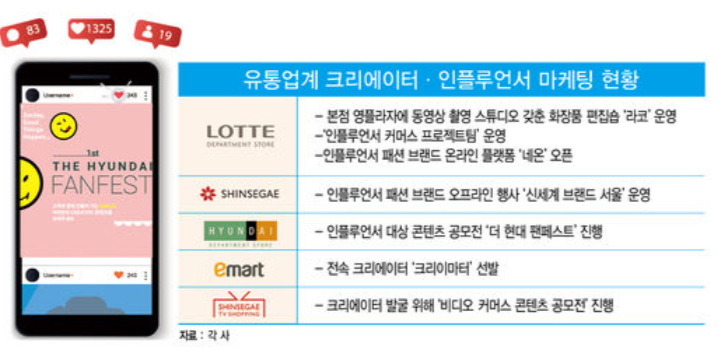 83
1325
19
유통업계 크리에이터 · 인플루언서 마케팅 현황
Username
243
1st
THE HYUNDAI
FANFEST
Username
243
LOTTE
DEPARTMENT STORE
- 본점 영플라자에 동영상 촬영 스튜디오 갖춘 화장품 편집숍 '라코' 운영
-'인플루언서 커머스 프로젝트팀' 운영
-인플루언서 패션 브랜드 온라인 플랫폼 '네온' 오픈
SHINSEGAE
- 인플루언서 패션 브랜드 오프라인 행사 '신세계 브랜드 서울' 운영
HYUNDAI
DEPARTMENT STORE
- 인플루언서 대상 콘텐츠 공모전 '더 현대 팬페스트' 진행
emart
- 전속 크리에이터 '크리이마터' 선발
SHINSEGAE
TV SHOPPING
- 크리에이터 발굴 위해 '비디오 커머스 콘텐츠 공모전' 진행
자료 : 각 사